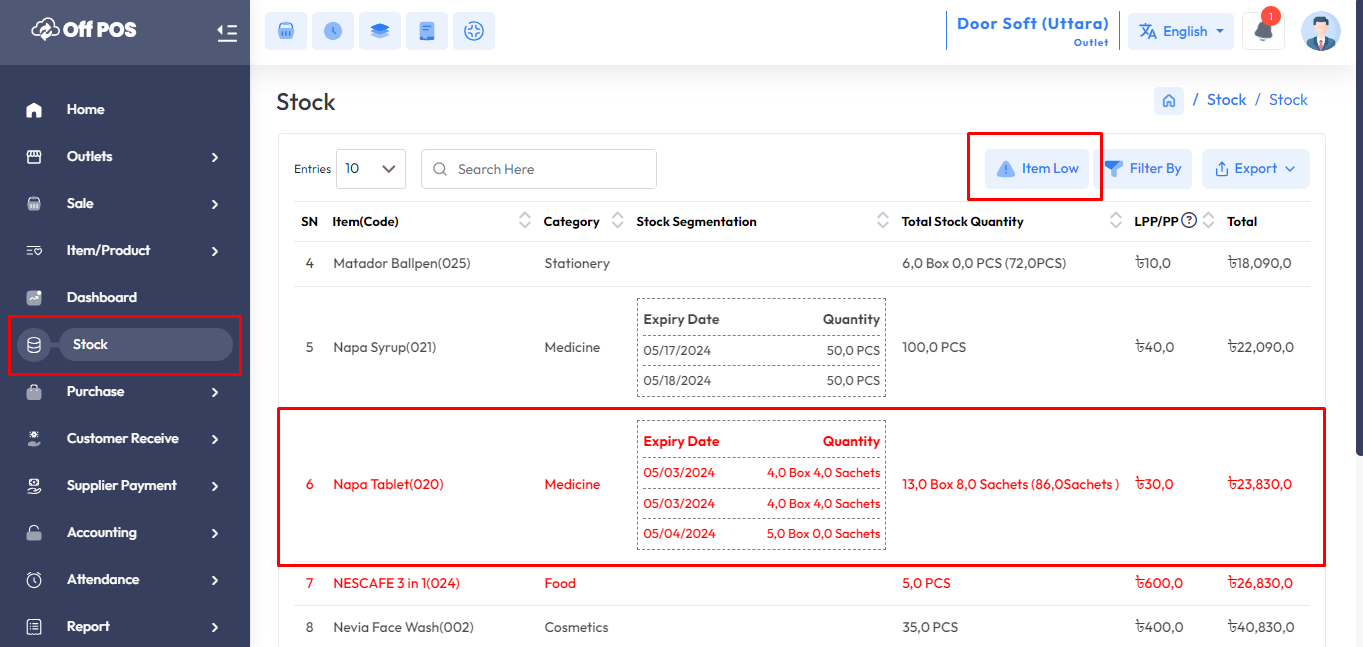 Off POS
Door Soft (Uttara)
Outlet
English
1
Home
Outlets
Sale
Item/Product
Dashboard
Stock
Purchase
Customer Receive
Supplier Payment
Accounting
Attendance
Report
Stock
/ Stock / Stock
Entries 10 Search Here
Item Low Filter By Export
SN Item(Code) Category Stock Segmentation Total Stock Quantity LPP/PP ? Total
4 Matador Ballpen(025) Stationery 6,0 Box 0,0 PCS (72,0PCS) ৳10,0 ৳18,090,0
Expiry Date Quantity
05/17/2024 50,0 PCS
5 Napa Syrup(021) Medicine 100,0 PCS ৳40,0 ৳22,090,0
05/18/2024 50,0 PCS
Expiry Date Quantity
05/03/2024 4,0 Box 4,0 Sachets
6 Napa Tablet(020) Medicine 13,0 Box 8,0 Sachets (86,0Sachets ) ৳30,0 ৳23,830,0
05/03/2024 4,0 Box 4,0 Sachets
05/04/2024 5,0 Box 0,0 Sachets
7 NESCAFE 3 in 1(024) Food 5,0 PCS ৳600,0 ৳26,830,0
8 Nevia Face Wash(002) Cosmetics 35,0 PCS ৳400,0 ৳40,830,0